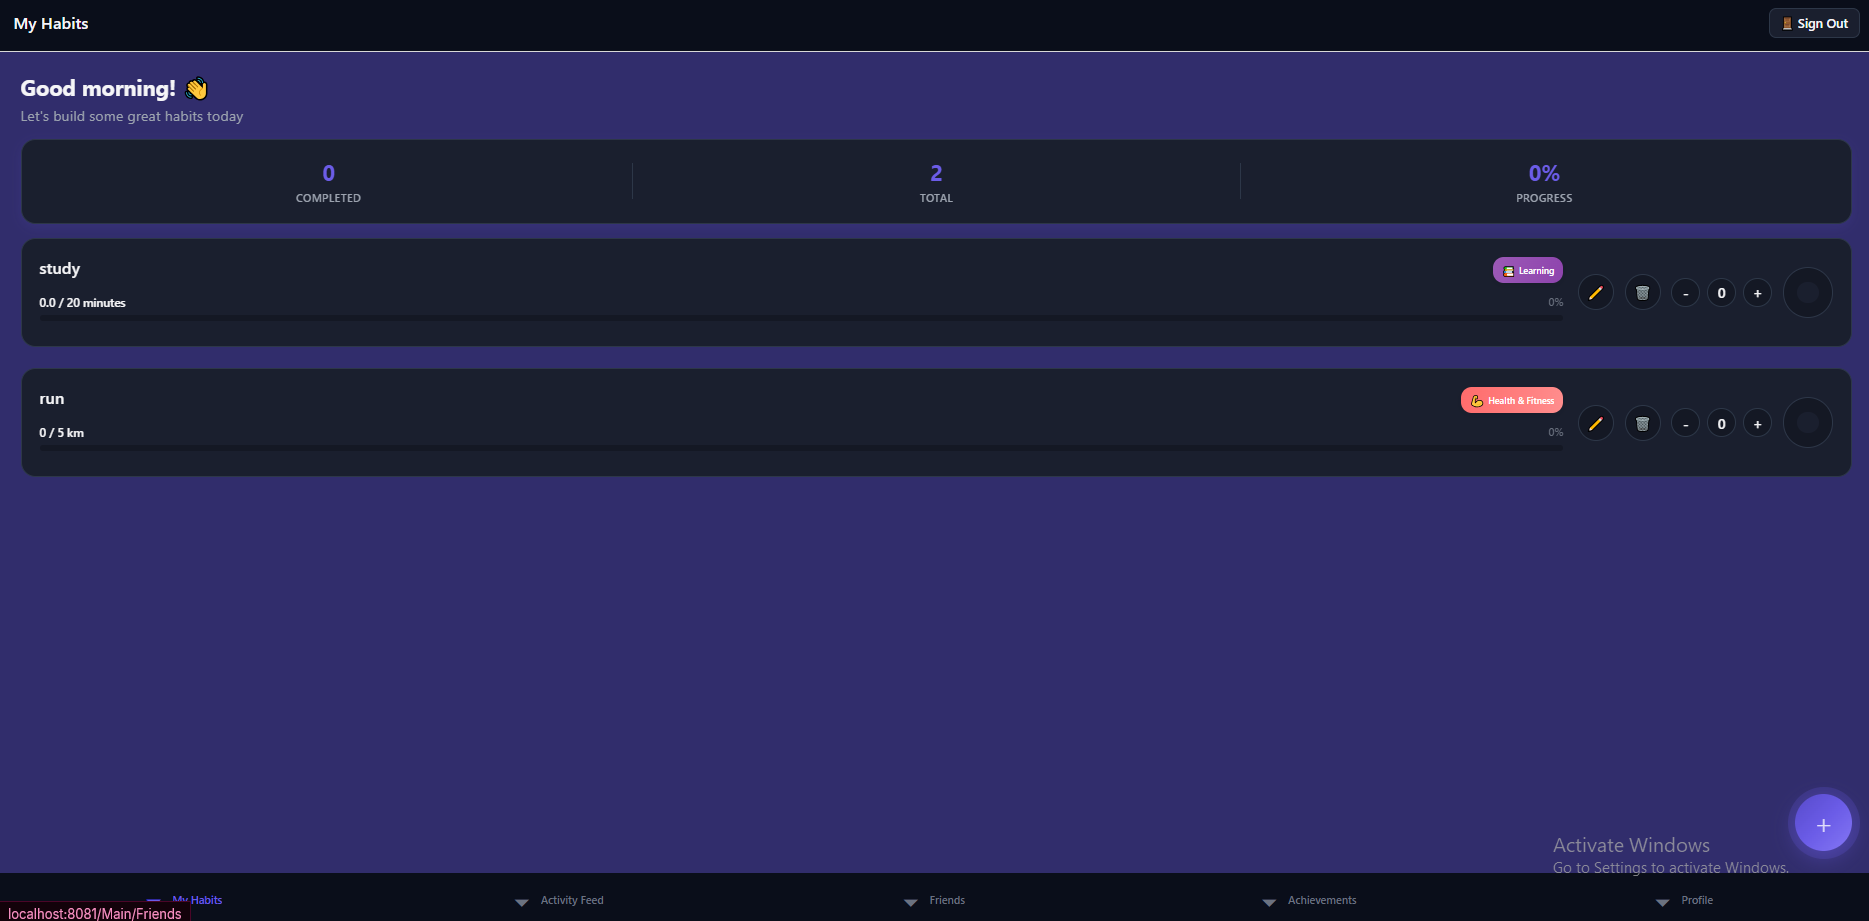 My Habits
Sign Out
Good morning!
Let's build some great habits today
0
COMPLETED
2
TOTAL
0%
PROGRESS
study
Learning
0.0 / 20 minutes
0%
- 0 +
run
Health & Fitness
0 / 5 km
0%
- 0 +
+
Activate Windows
Go to Settings to activate Windows.
My Habits
Activity Feed
Friends
Achievements
Profile
localhost:8081/Main/Friends